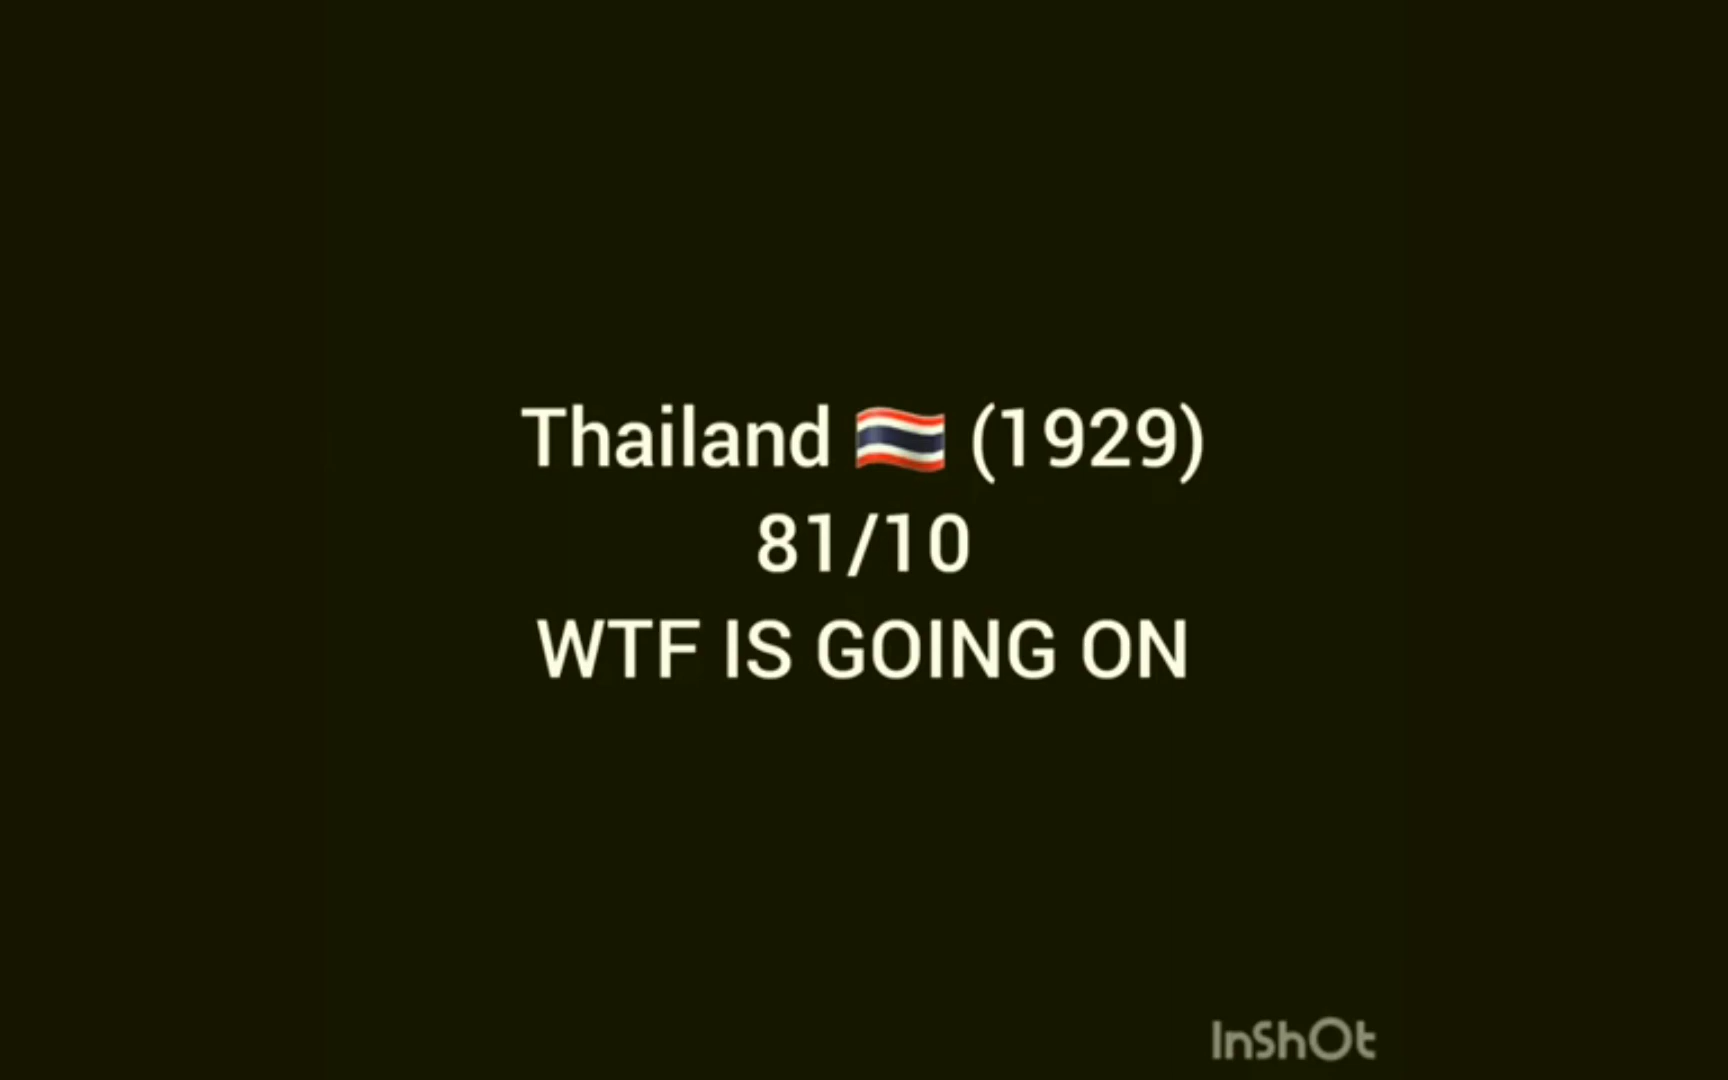 Thailand 🇹🇭 (1929)
81/10
WTF IS GOING ON
InShOt